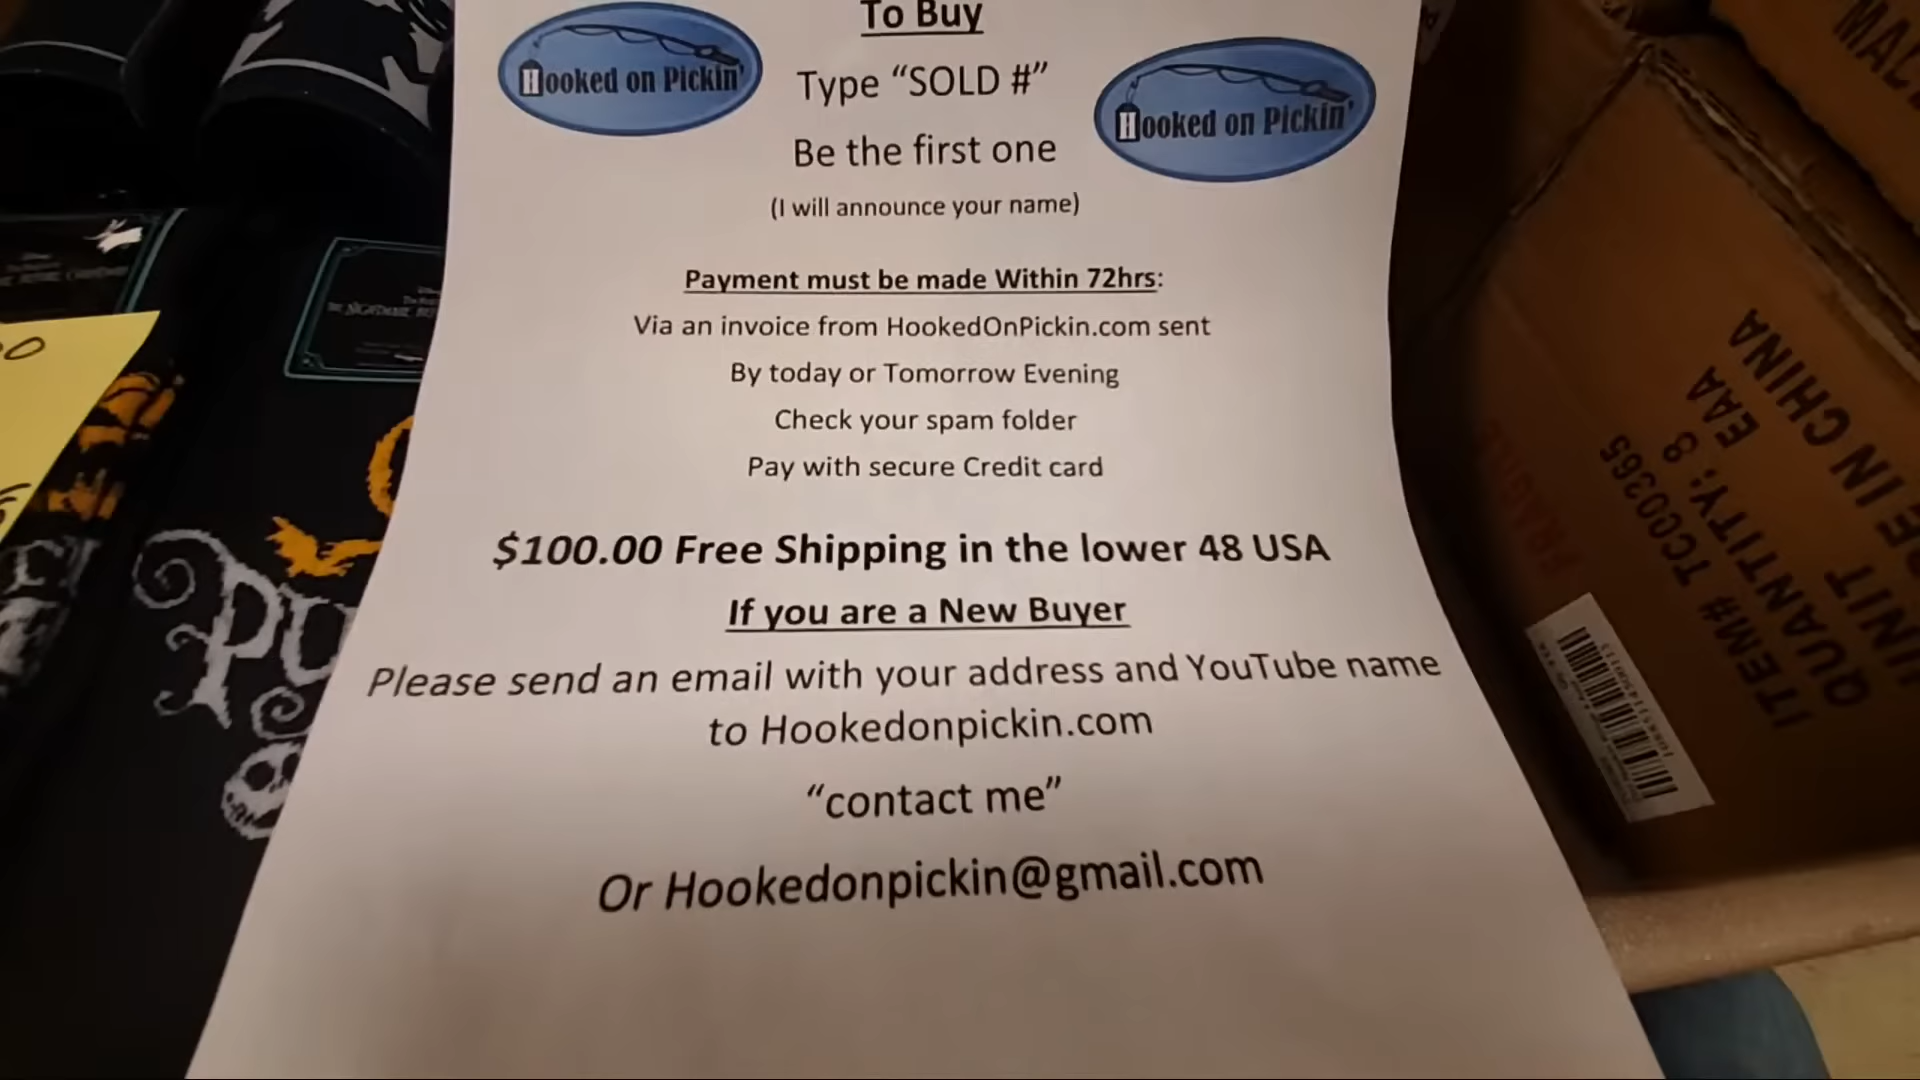 To Buy
Hooked on Pickin'
Type “SOLD #”
Hooked on Pickin'
Be the first one
(I will announce your name)
Payment must be made Within 72hrs:
Via an invoice from HookedOnPickin.com sent
By today or Tomorrow Evening
Check your spam folder
Pay with secure Credit card
$100.00 Free Shipping in the lower 48 USA
If you are a New Buyer
Please send an email with your address and YouTube name
to Hookedonpickin.com
“contact me”
Or Hookedonpickin@gmail.com
ITEM# TC00365
QUANTITY: 8 EAA
IN CHINA